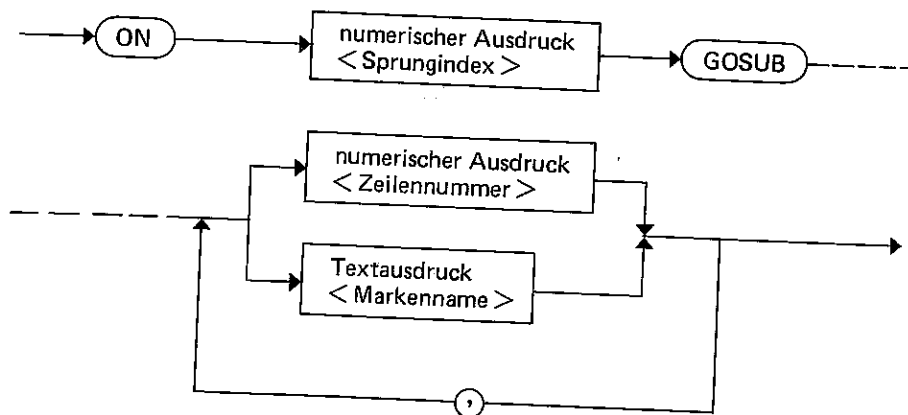 ON
numerischer Ausdruck
< Sprungindex >
GOSUB
numerischer Ausdruck
< Zeilennummer >
Textausdruck
< Markenname >
,